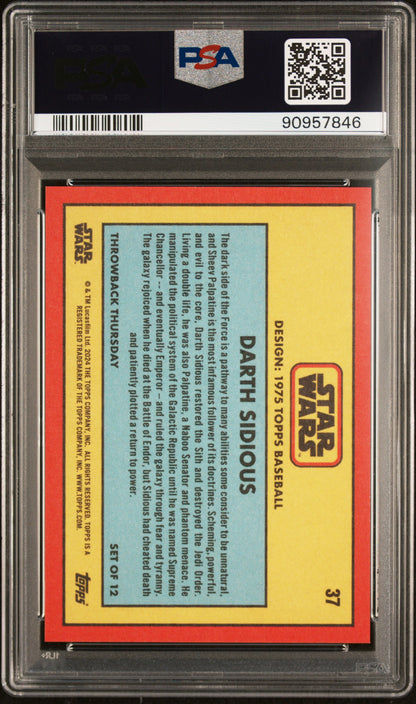 PSA
PSA
90957846
STAR
WARS
37
DESIGN: 1975 TOPPS BASEBALL
DARTH SIDIOUS
The dark side of the Force is a pathway to many abilities some consider to be unnatural,
and Sheev Palpatine is the most infamous follower of its doctrines. Scheming, powerful,
and evil to the core, Darth Sidious restored the Sith and destroyed the Jedi Order.
Living a double life, he was also Palpatine, a Naboo Senator and phantom menace. He
manipulated the political system of the Galactic Republic until he was named Supreme
Chancellor -- and eventually Emperor -- and ruled the galaxy through fear and tyranny.
The galaxy rejoiced when he died at the Battle of Endor, but Sidious had cheated death
and patiently plotted a return to power.
THROWBACK THURSDAY
SET OF 12
STAR
WARS
© & TM Lucasfilm Ltd. 2024 THE TOPPS COMPANY, INC. ALL RIGHTS RESERVED. TOPPS IS A
REGISTERED TRADEMARK OF THE TOPPS COMPANY, INC. WWW.TOPPS.COM.
topps